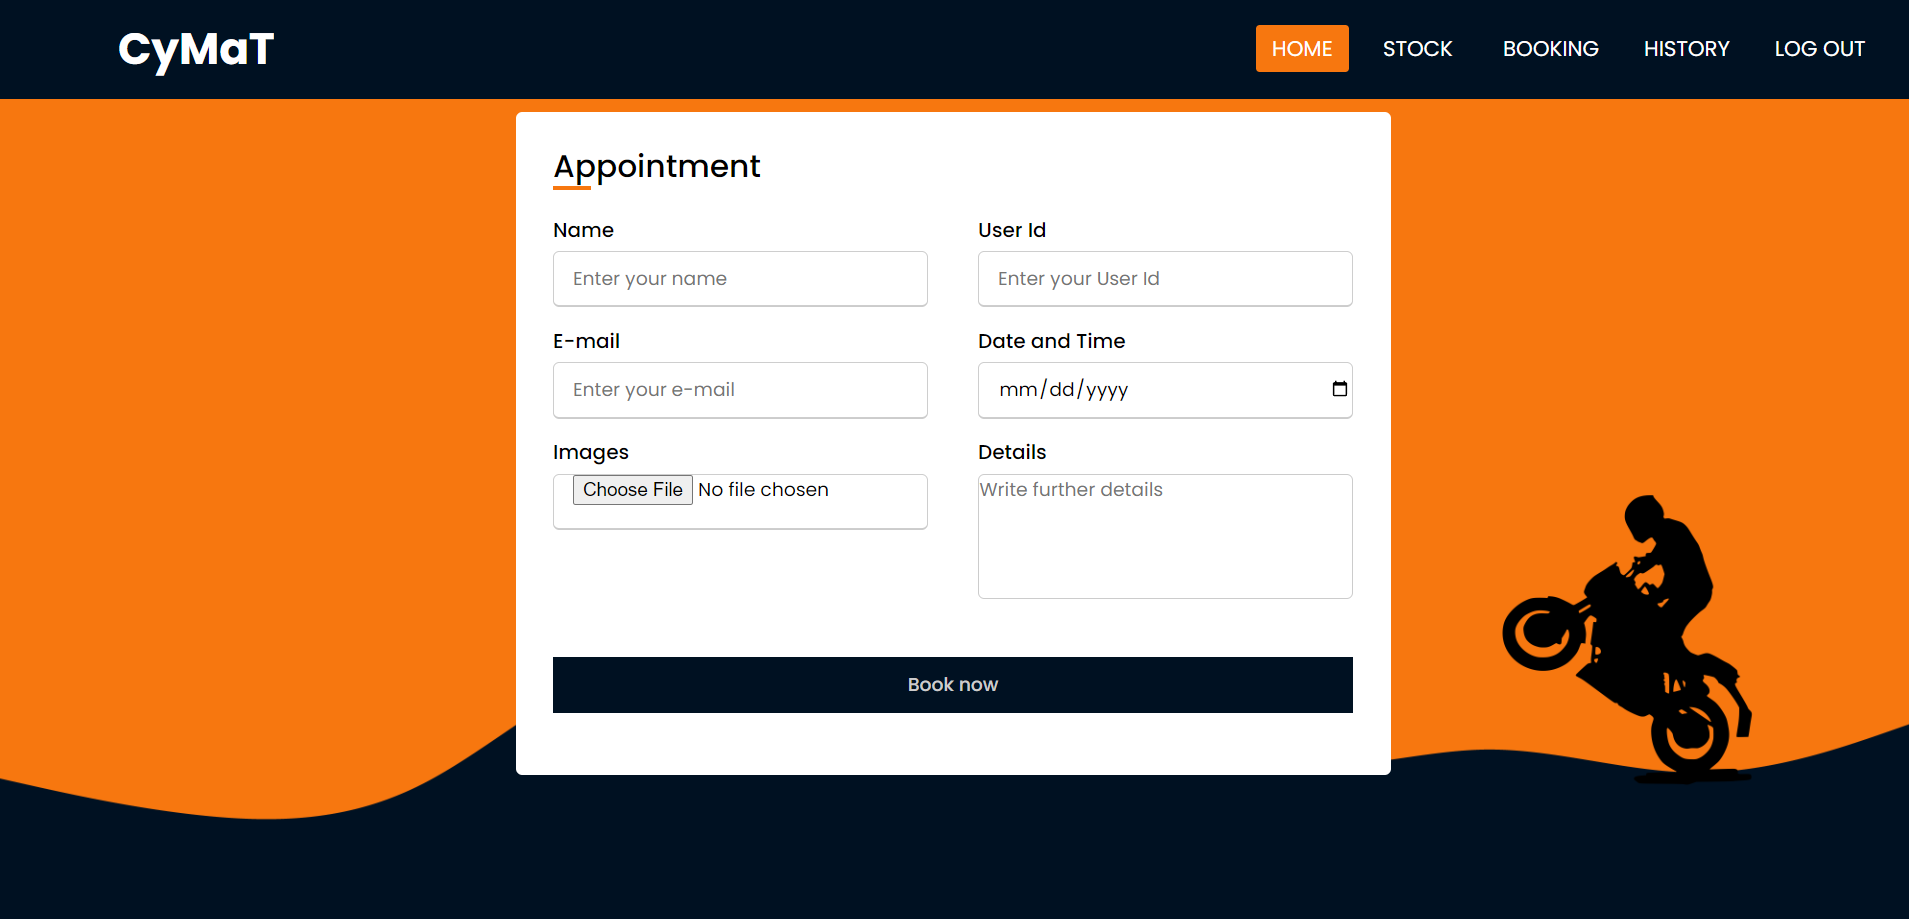 CyMaT
HOME STOCK BOOKING HISTORY LOG OUT
Appointment
Name
Enter your name
User Id
Enter your User Id
E-mail
Enter your e-mail
Date and Time
mm/dd/yyyy
Images
Choose File No file chosen
Details
Write further details
Book now